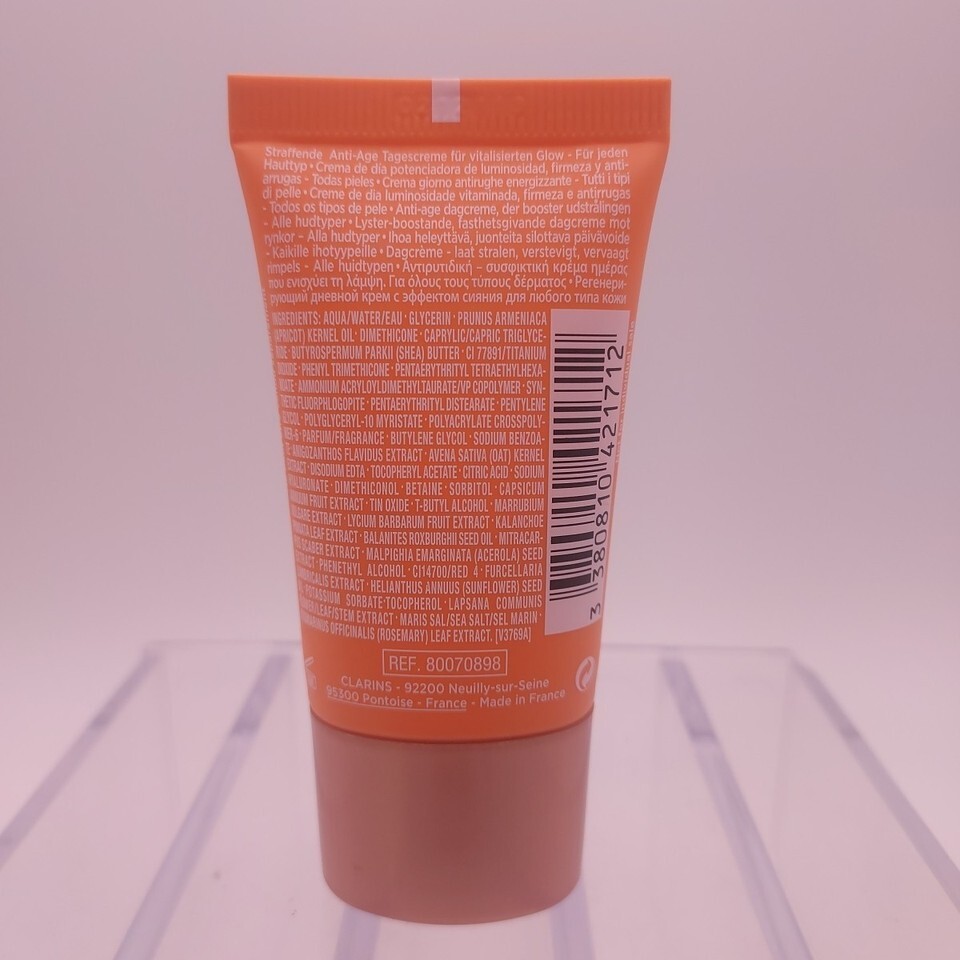 Straffende Anti-Age Tagescreme für vitalisierten Glow - Für jeden
Hauttyp • Crema de día potenciadora de luminosidad, firmeza y anti-
arrugas - Todas pieles • Crema giorno antirughe energizzante - Tutti i tipi
di pelle • Creme de dia luminosidade vitaminada, firmeza e antirrugas
- Todos os tipos de pele • Anti-age dagcreme, der booster udstrålingen
- Alle hudtyper • Lyster-boostande, fasthetsgivande dagcreme mot
rynkor - Alla hudtyper • Ihoa heleyttävä, juonteita silottava päivävoide
- Kalkille ihotyypeille • Dagcrème - laat stralen, verstevigt, vervaagt
rimpels - Alle huidtypen • Αντιρυτιδική – συσφικτική κρέμα ημέρας
που ενισχύει τη λάμψη. Για όλους τους τύπους δέρματος • Регенери-
рующий дневной крем с эффектом сияния для любого типа кожи
INGREDIENTS: AQUA/WATER/EAU · GLYCERIN · PRUNUS ARMENIACA
(APRICOT) KERNEL OIL · DIMETHICONE · CAPRYLIC/CAPRIC TRIGLYCE-
RIDE · BUTYROSPERMUM PARKII (SHEA) BUTTER · CI 77891/TITANIUM
DIOXIDE · PHENYL TRIMETHICONE · PENTAERYTHRITYL TETRAETHYLHEXA-
NOATE · AMMONIUM ACRYLOYLDIMETHYLTAURATE/VP COPOLYMER · SYN-
THETIC FLUORPHLOGOPITE · PENTAERYTHRITYL DISTEARATE · PENTYLENE
GLYCOL · POLYGLYCERYL-10 MYRISTATE · POLYACRYLATE CROSSPOLY-
MER-6 · PARFUM/FRAGRANCE · BUTYLENE GLYCOL · SODIUM BENZOA-
TE · ANIGOZANTHOS FLAVIDUS EXTRACT · AVENA SATIVA (OAT) KERNEL
EXTRACT · DISODIUM EDTA · TOCOPHERYL ACETATE · CITRIC ACID · SODIUM
HYALURONATE · DIMETHICONOL · BETAINE · SORBITOL · CAPSICUM
ANNUUM FRUIT EXTRACT · TIN OXIDE · T-BUTYL ALCOHOL · MARRUBIUM
VULGARE EXTRACT · LYCIUM BARBARUM FRUIT EXTRACT · KALANCHOE
PINNATA LEAF EXTRACT · BALANITES ROXBURGHII SEED OIL · MITRACAR-
PUS SCABER EXTRACT · MALPIGHIA EMARGINATA (ACEROLA) SEED
EXTRACT · PHENETHYL ALCOHOL · CI14700/RED 4 · FURCELLARIA
LUMBRICALIS EXTRACT · HELIANTHUS ANNUUS (SUNFLOWER) SEED
OIL · POTASSIUM SORBATE · TOCOPHEROL · LAPSANA COMMUNIS
FLOWER/LEAF/STEM EXTRACT · MARIS SAL/SEA SALT/SEL MARIN ·
ROSMARINUS OFFICINALIS (ROSEMARY) LEAF EXTRACT. [V3769A]
3 380810 421712
REF. 80070898
CLARINS - 92200 Neuilly-sur-Seine
95300 Pontoise - France - Made in France